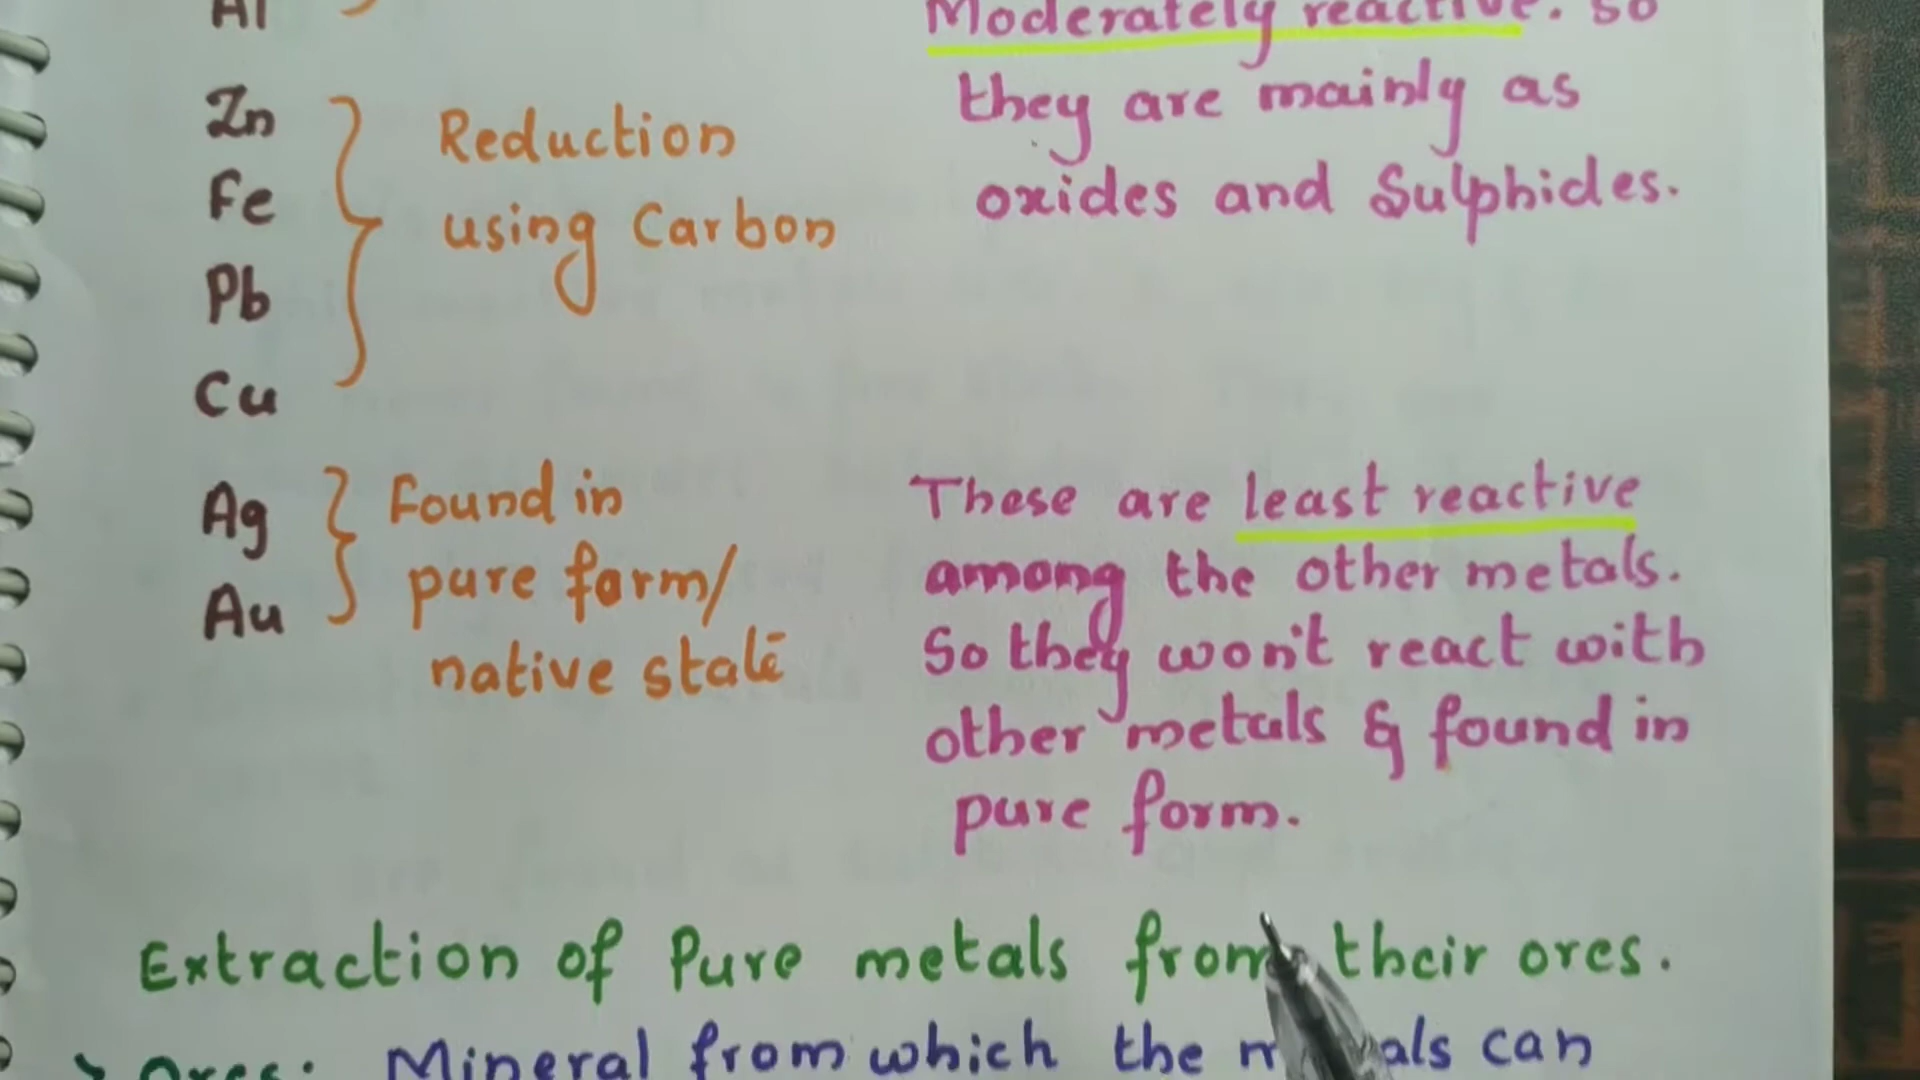 Al
Moderately reactive. So
Zn
they are mainly as
Reduction
Fe
oxides and Sulphides.
using Carbon
Pb
Cu
Ag
Found in
These are least reactive
among the other metals.
pure form/
Au
So they won't react with
native state
other metals & found in
pure form.
Extraction of Pure metals from their ores.
> Ores: Mineral from which the metals can